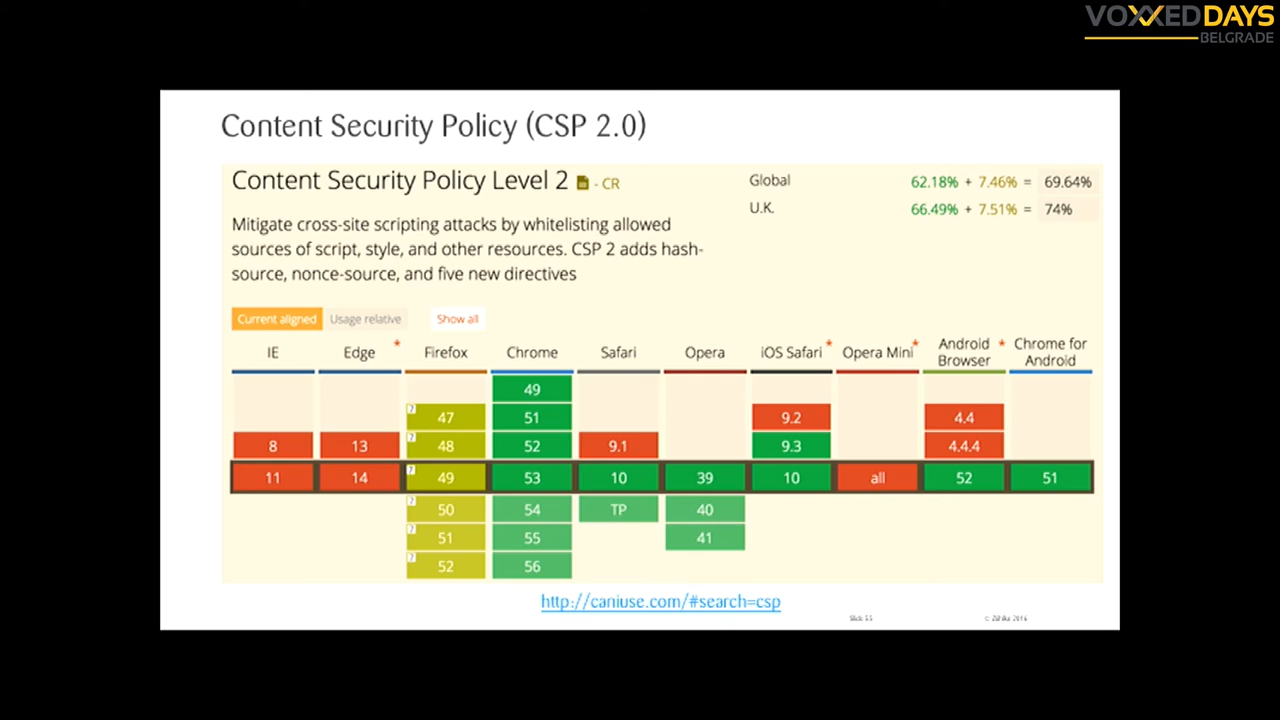 VOXXEDDAYS
BELGRADE
Content Security Policy (CSP 2.0)
Content Security Policy Level 2 - CR
Global 62.18% + 7.46% = 69.64%
U.K. 66.49% + 7.51% = 74%
Mitigate cross-site scripting attacks by whitelisting allowed
sources of script, style, and other resources. CSP 2 adds hash-
source, nonce-source, and five new directives
Current aligned Usage relative Show all
IE Edge * Firefox Chrome Safari Opera iOS Safari * Opera Mini * Android Browser * Chrome for Android
49
47 51 9.2 4.4
8 13 48 52 9.1 9.3 4.4.4
11 14 49 53 10 39 10 all 52 51
50 54 TP 40
51 55 41
52 56
http://caniuse.com/#search=csp
Slide 55 © Zühlke 2016